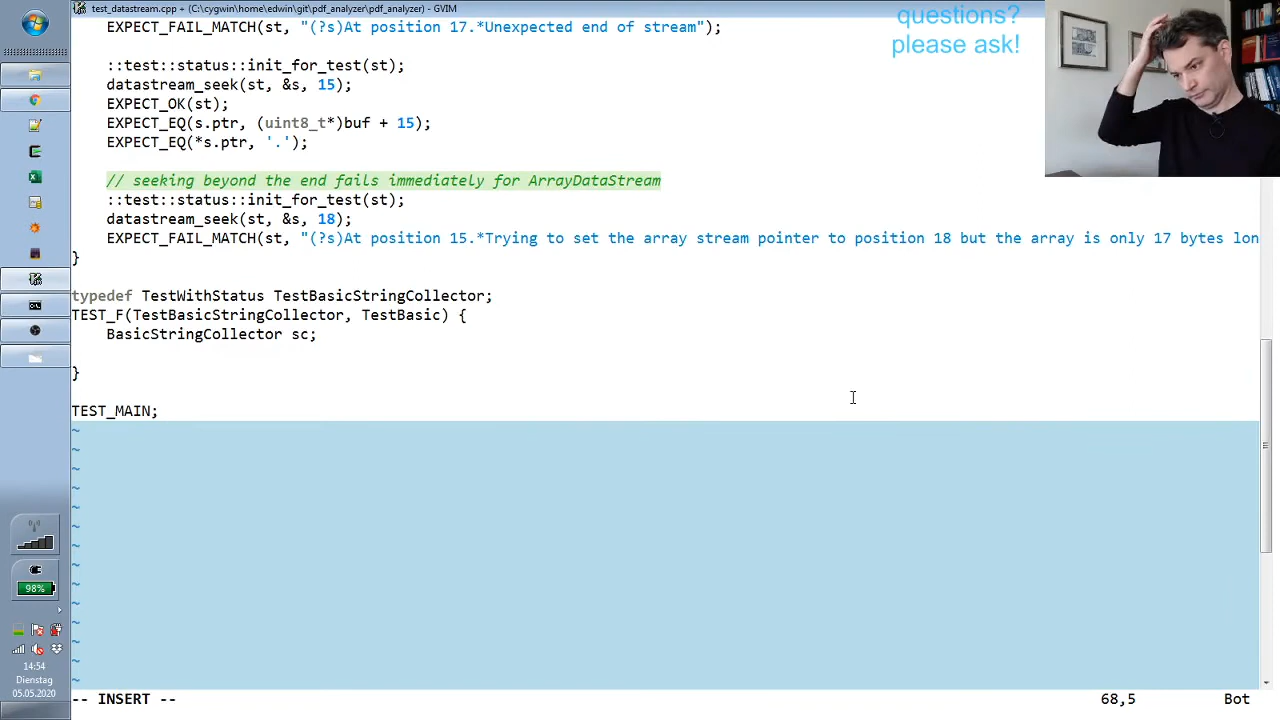 test_datastream.cpp + (C:\cygwin\home\edwin\git\pdf_analyzer\pdf_analyzer) - GVIM
EXPECT_FAIL_MATCH(st, "(?s)At position 17.*Unexpected end of stream");
questions?
please ask!
::test::status::init_for_test(st);
datastream_seek(st, &s, 15);
EXPECT_OK(st);
EXPECT_EQ(s.ptr, (uint8_t*)buf + 15);
EXPECT_EQ(*s.ptr, '.');
// seeking beyond the end fails immediately for ArrayDataStream
::test::status::init_for_test(st);
datastream_seek(st, &s, 18);
EXPECT_FAIL_MATCH(st, "(?s)At position 15.*Trying to set the array stream pointer to position 18 but the array is only 17 bytes lon
}
typedef TestWithStatus TestBasicStringCollector;
TEST_F(TestBasicStringCollector, TestBasic) {
BasicStringCollector sc;
}
TEST_MAIN;
~
~
~
~
~
~
~
~
~
~
~
~
~
~
98%
14:54
Dienstag
05.05.2020
-- INSERT --
68,5
Bot